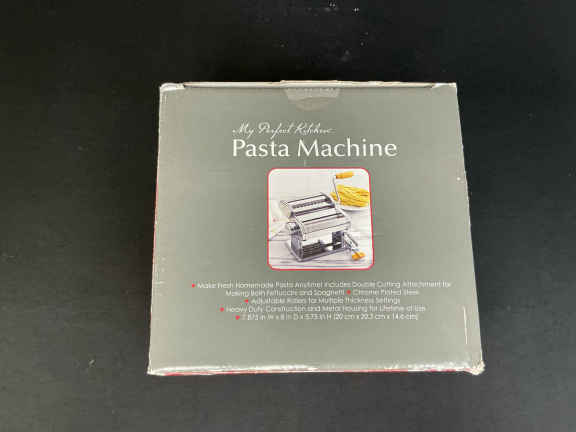 My Perfect Kitchen
Pasta Machine
★ Make Fresh Homemade Pasta Anytime! Includes Double Cutting Attachment for
Making Both Fettuccini and Spaghetti ★ Chrome Plated Steel
★ Adjustable Rollers for Multiple Thickness Settings
★ Heavy Duty Construction and Metal Housing for Lifetime of Use
★ 7.875 in W x 8 in D x 5.75 in H (20 cm x 20.3 cm x 14.6 cm)